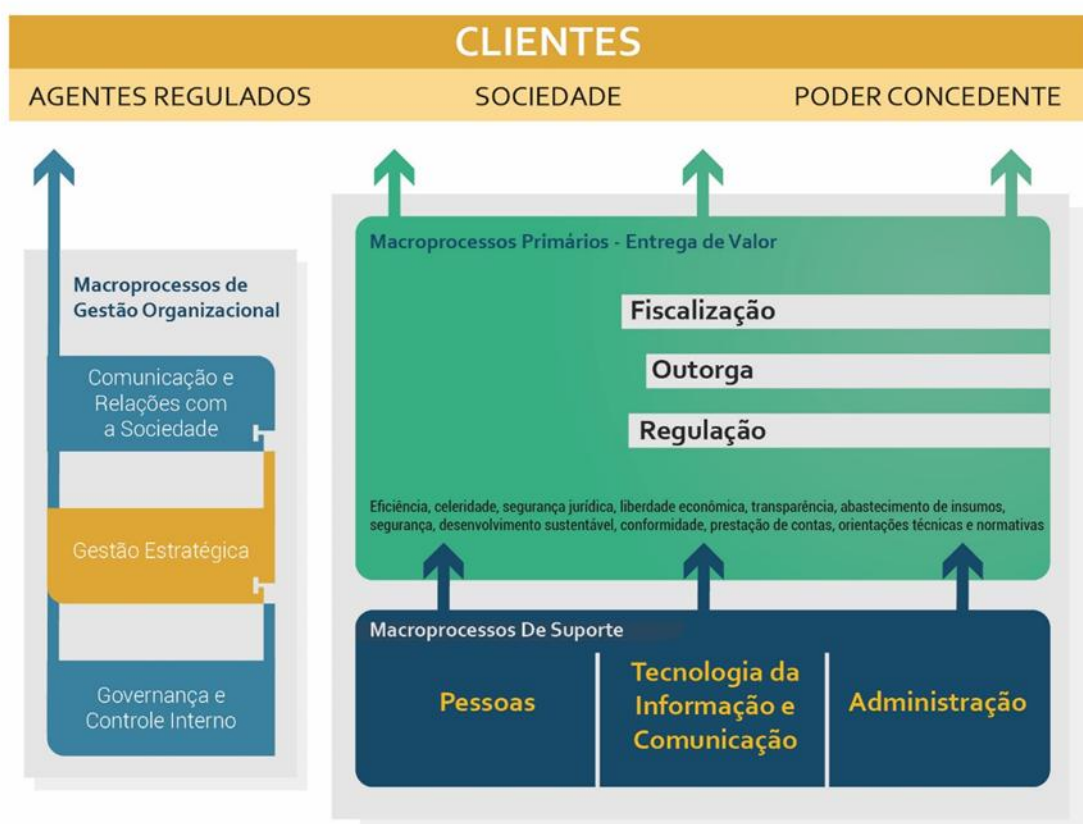 CLIENTES
AGENTES REGULADOS
SOCIEDADE
PODER CONCEDENTE
Macroprocessos de
Gestão Organizacional
Comunicação e
Relações com
a Sociedade
Gestão Estratégica
Governança e
Controle Interno
Macroprocessos Primários - Entrega de Valor
Fiscalização
Outorga
Regulação
Eficiência, celeridade, segurança jurídica, liberdade econômica, transparência, abastecimento de insumos,
segurança, desenvolvimento sustentável, conformidade, prestação de contas, orientações técnicas e normativas
Macroprocessos De Suporte
Pessoas
Tecnologia da
Informação e
Comunicação
Administração